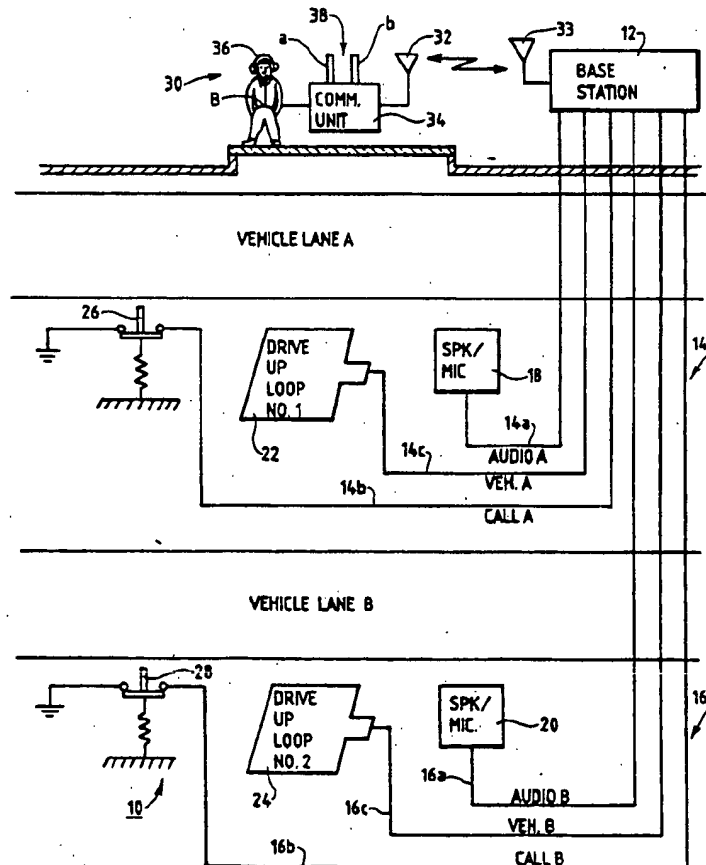 36
38
a
b
32
33
12
30
B
COMM.
UNIT
34
BASE
STATION
VEHICLE LANE A
26
DRIVE
UP
LOOP
NO. 1
22
SPK/
MIC
18
14
14a
AUDIO A
14c
VEH. A
14b
CALL A
VEHICLE LANE B
28
DRIVE
UP
LOOP
NO. 2
24
SPK/
MIC.
20
16
10
16a
AUDIO B
16c
VEH. B
16b
CALL B